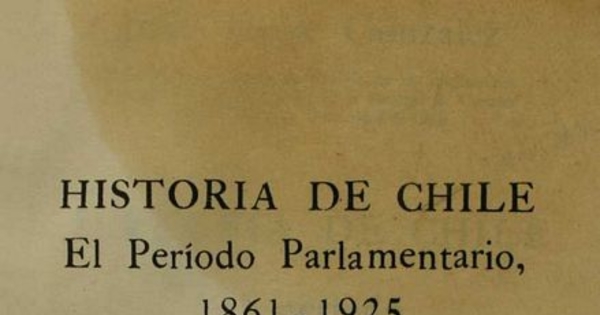 HISTORIA DE CHILE
El Período Parlamentario,
1861 1925